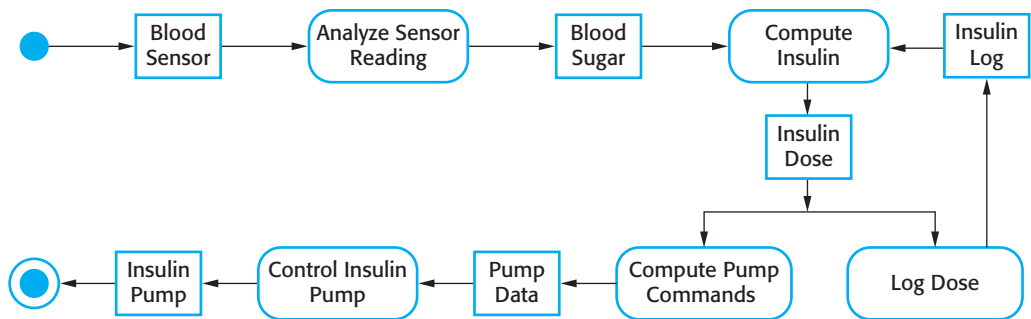 Blood
Sensor
Analyze Sensor
Reading
Blood
Sugar
Compute
Insulin
Insulin
Log
Insulin
Dose
Insulin
Pump
Control Insulin
Pump
Pump
Data
Compute Pump
Commands
Log Dose